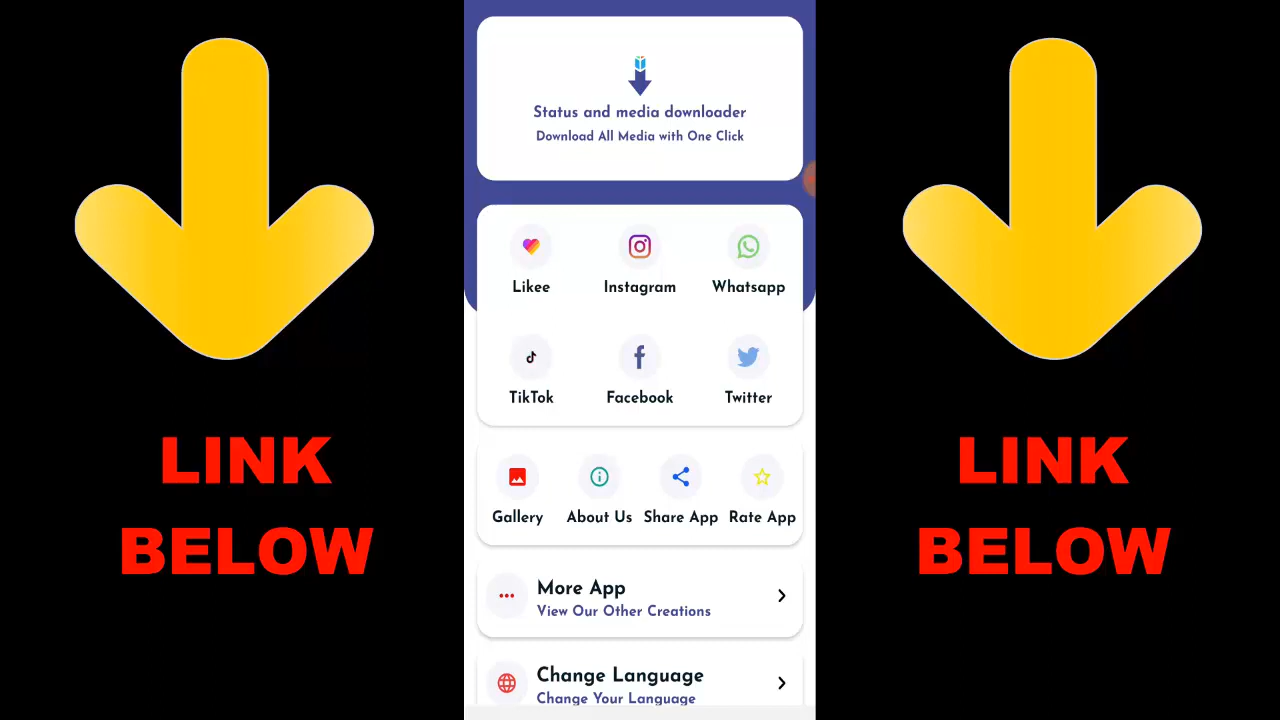 LINK
BELOW
Status and media downloader
Download All Media with One Click
Likee Instagram Whatsapp
TikTok Facebook Twitter
Gallery About Us Share App Rate App
More App
View Our Other Creations
Change Language
Change Your Language
LINK
BELOW